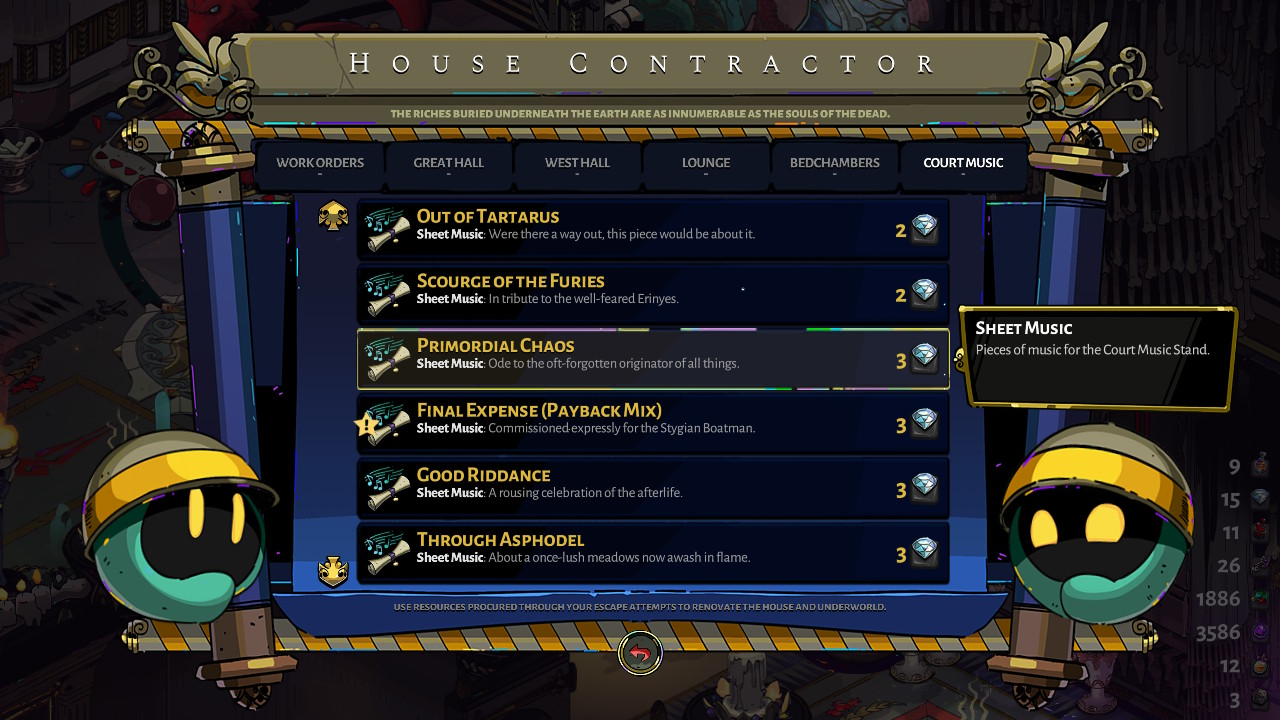 HOUSE CONTRACTOR
THE RICHES BURIED UNDERNEATH THE EARTH ARE AS INNUMERABLE AS THE SOULS OF THE DEAD.
WORK ORDERS GREAT HALL WEST HALL LOUNGE BEDCHAMBERS COURT MUSIC
OUT OF TARTARUS
Sheet Music: Were there a way out, this piece would be about it.
2
SCOURGE OF THE FURIES
Sheet Music: In tribute to the well-feared Erinyes.
2
PRIMORDIAL CHAOS
Sheet Music: Ode to the oft-forgotten originator of all things.
3
SHEET MUSIC
Pieces of music for the Court Music Stand.
FINAL EXPENSE (PAYBACK MIX)
Sheet Music: Commissioned expressly for the Stygian Boatman.
3
GOOD RIDDANCE
Sheet Music: A rousing celebration of the afterlife.
3
THROUGH ASPHODEL
Sheet Music: About a once-lush meadows now awash in flame.
3
USE RESOURCES PROCURED THROUGH YOUR ESCAPE ATTEMPTS TO RENOVATE THE HOUSE AND UNDERWORLD.
9
15
11
26
1886
3586
12
3